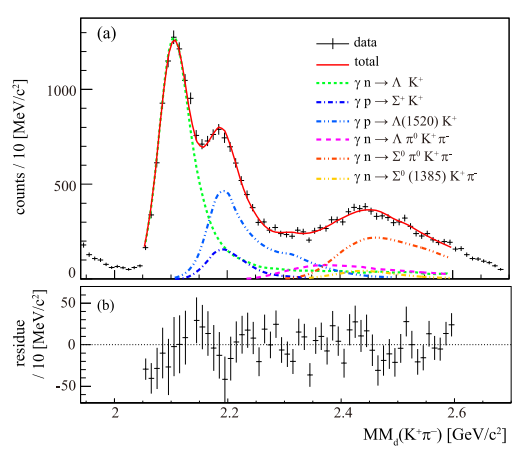 (a)
data
total
γ n → Λ K⁺
γ p → Σ⁺ K⁺
γ p → Λ(1520) K⁺
γ n → Λ π⁰ K⁺π⁻
γ n → Σ⁰ π⁰ K⁺π⁻
γ n → Σ⁰ (1385) K⁺π⁻
counts / 10 [MeV/c²]
1000
500
0
(b)
residue
/ 10 [MeV/c²]
50
0
-50
2 2.2 2.4 2.6
MM_d(K⁺π⁻) [GeV/c²]